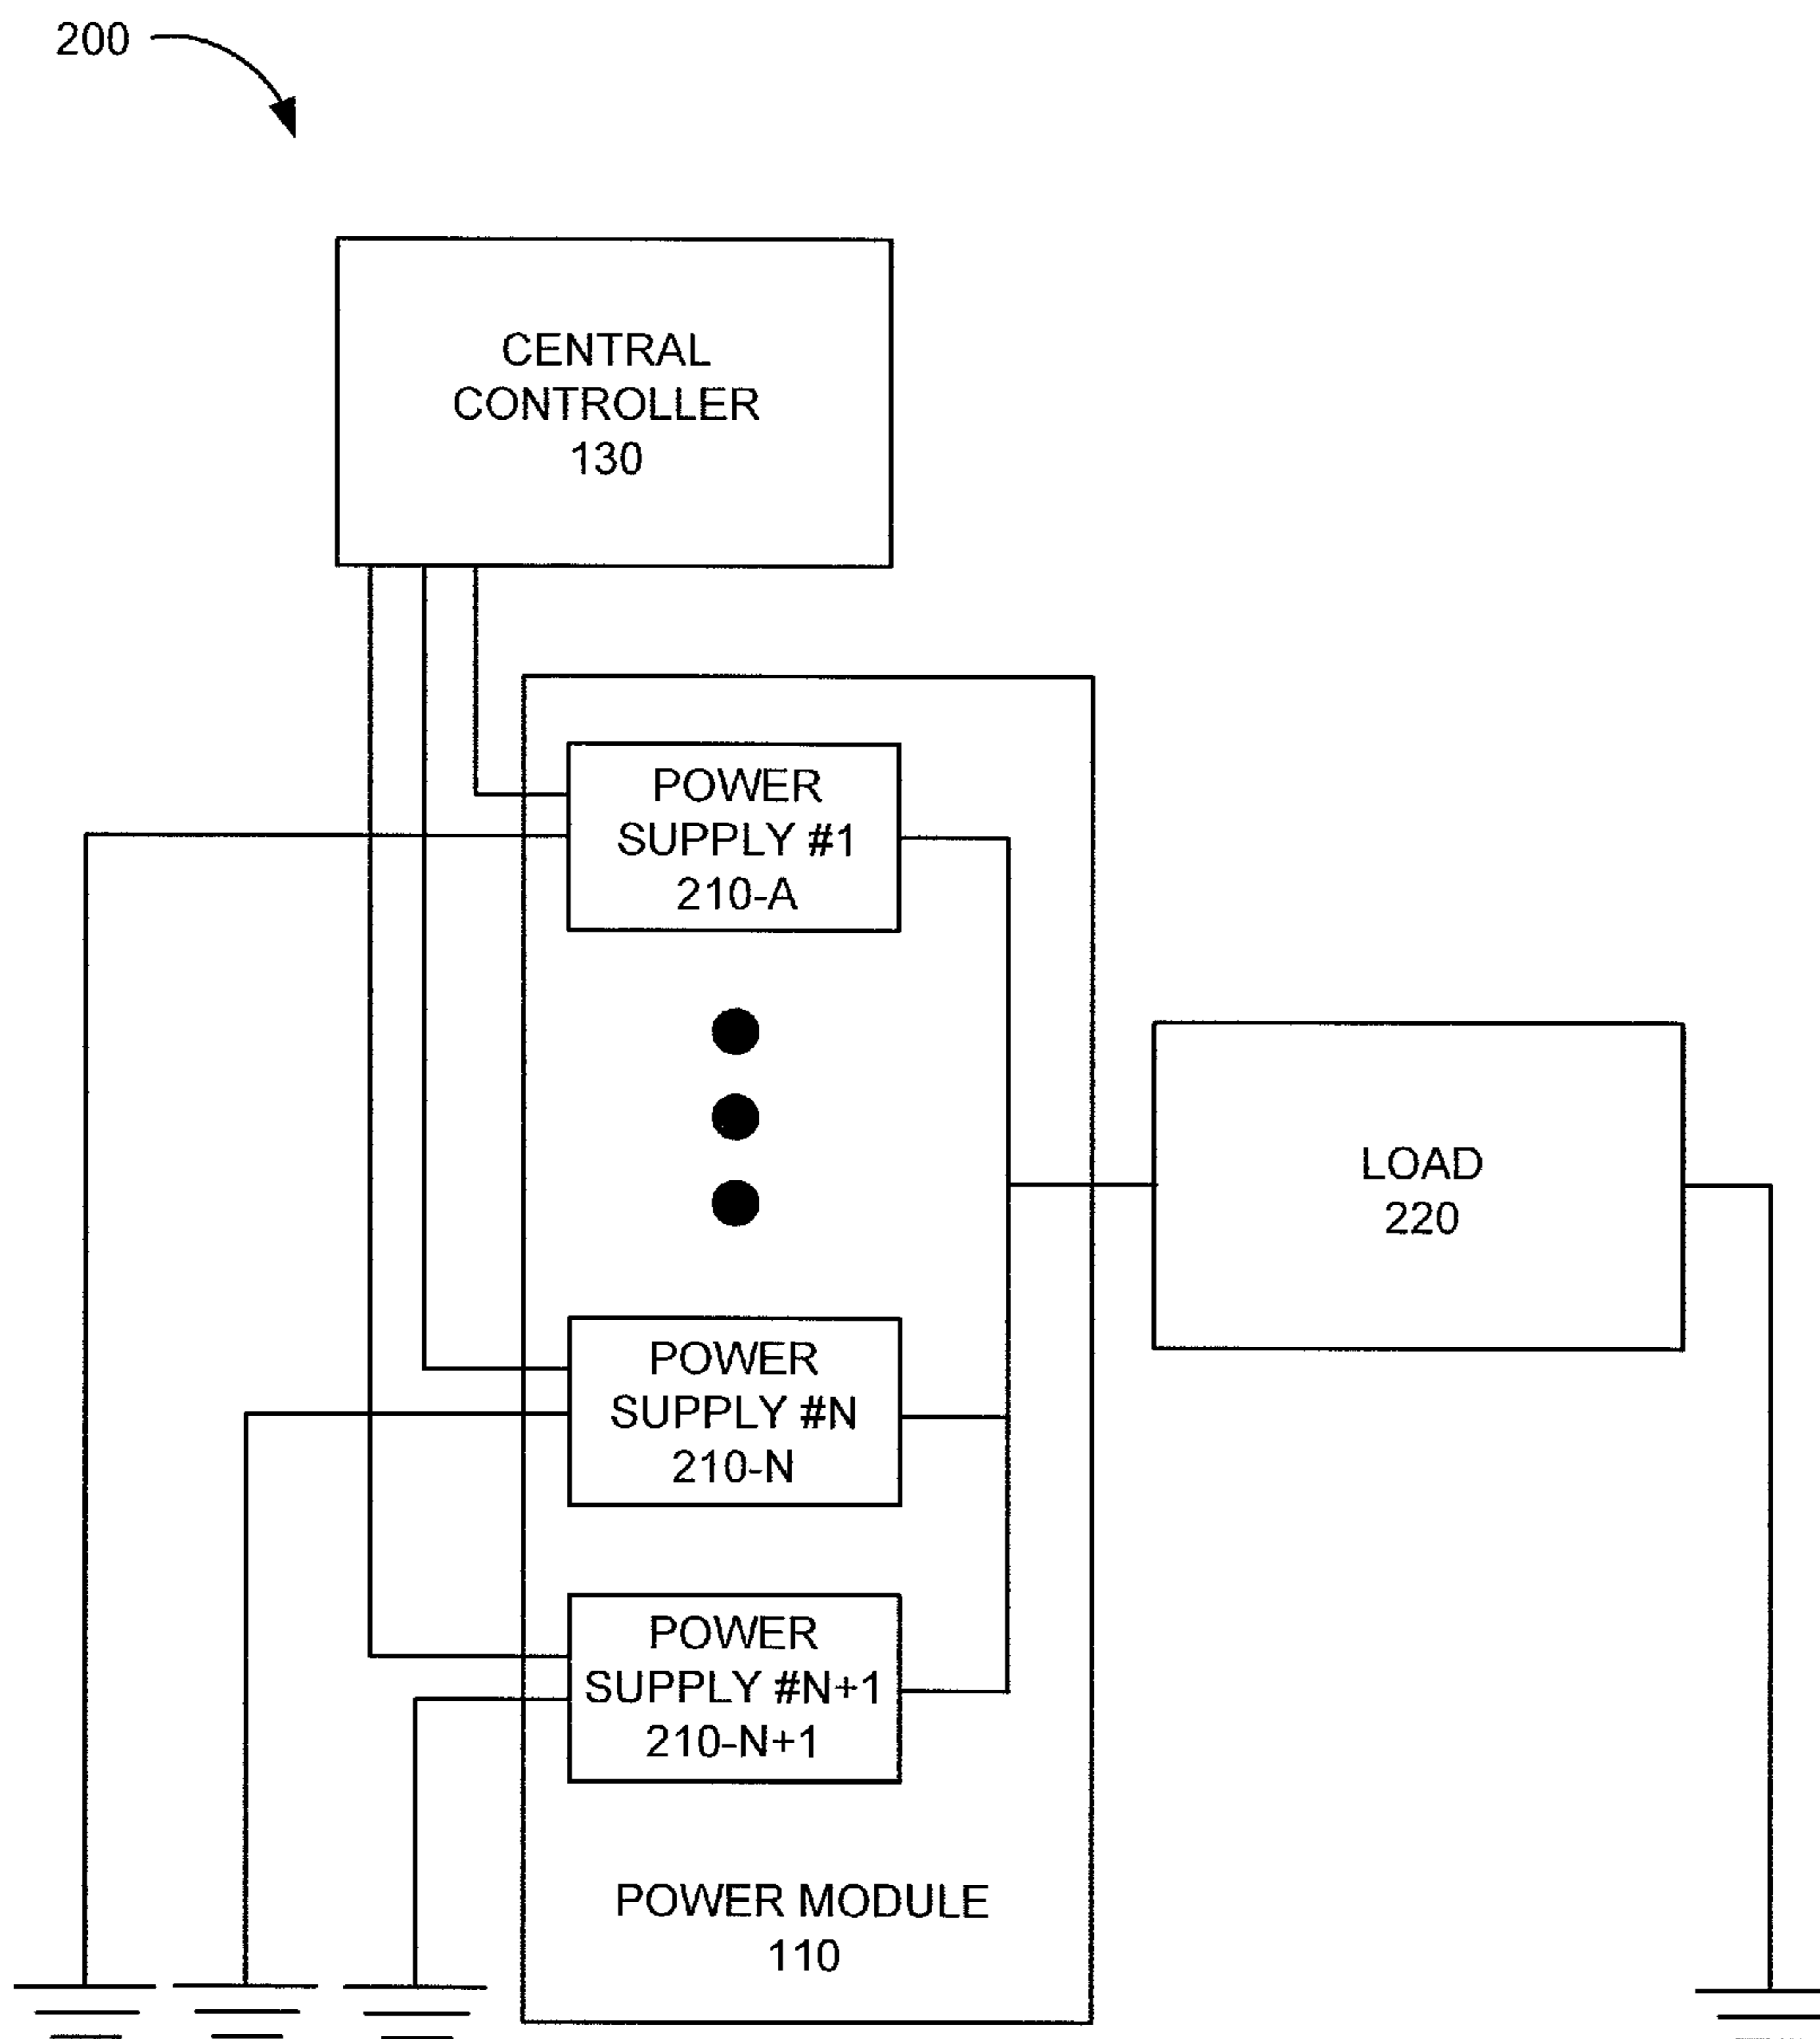 200
CENTRAL
CONTROLLER
130
POWER
SUPPLY #1
210-A
LOAD
220
POWER
SUPPLY #N
210-N
POWER
SUPPLY #N+1
210-N+1
POWER MODULE
110